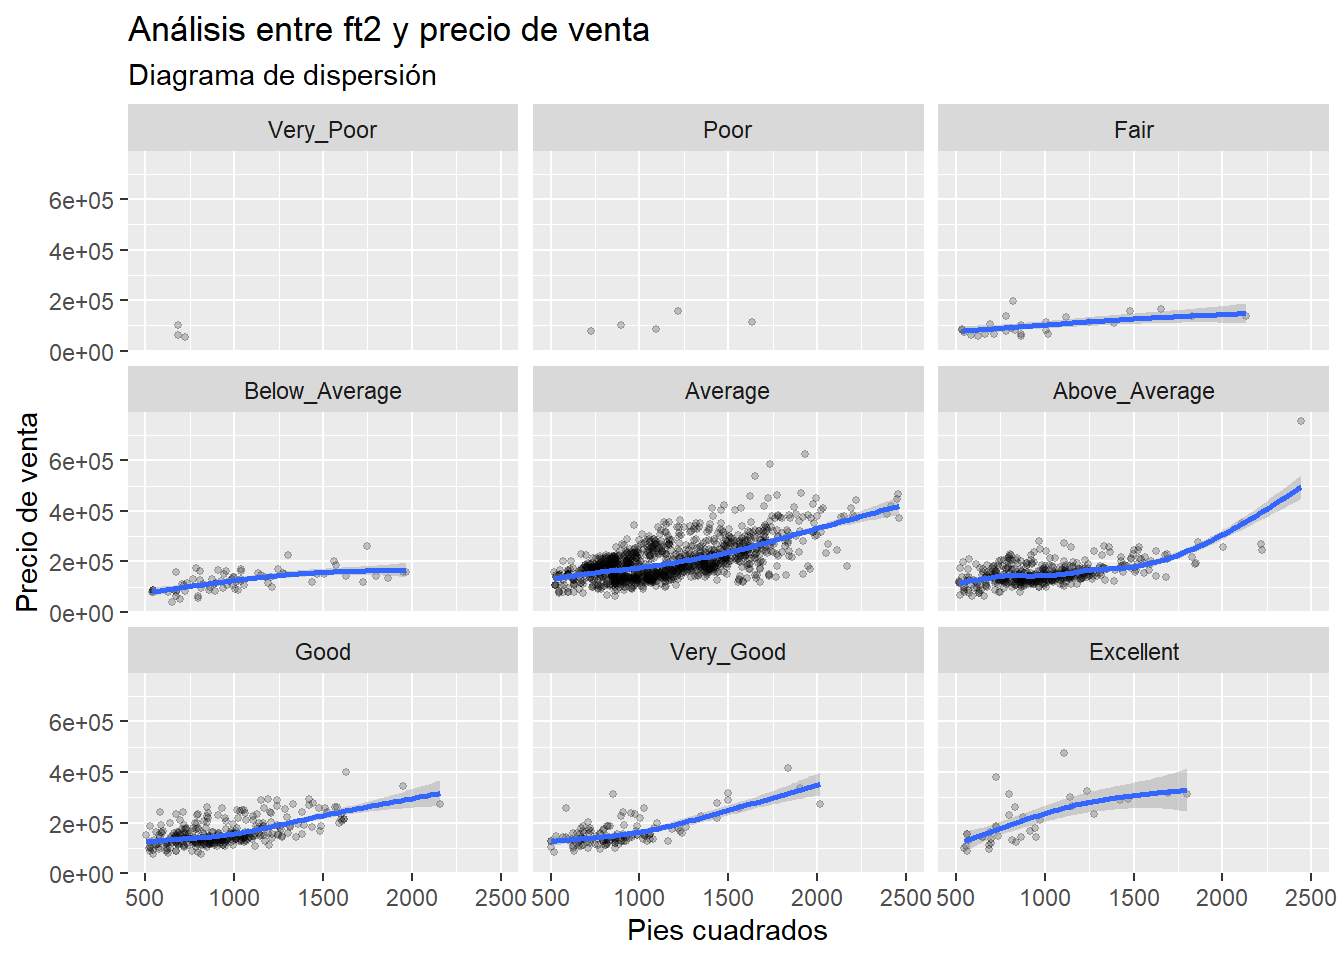 Análisis entre ft2 y precio de venta
Diagrama de dispersión
Very_Poor
Poor
Fair
6e+05
4e+05
2e+05
0e+00
Below_Average
Average
Above_Average
6e+05
4e+05
2e+05
0e+00
Precio de venta
Good
Very_Good
Excellent
6e+05
4e+05
2e+05
0e+00
500 1000 1500 2000 2500 500 1000 1500 2000 2500 500 1000 1500 2000 2500
Pies cuadrados